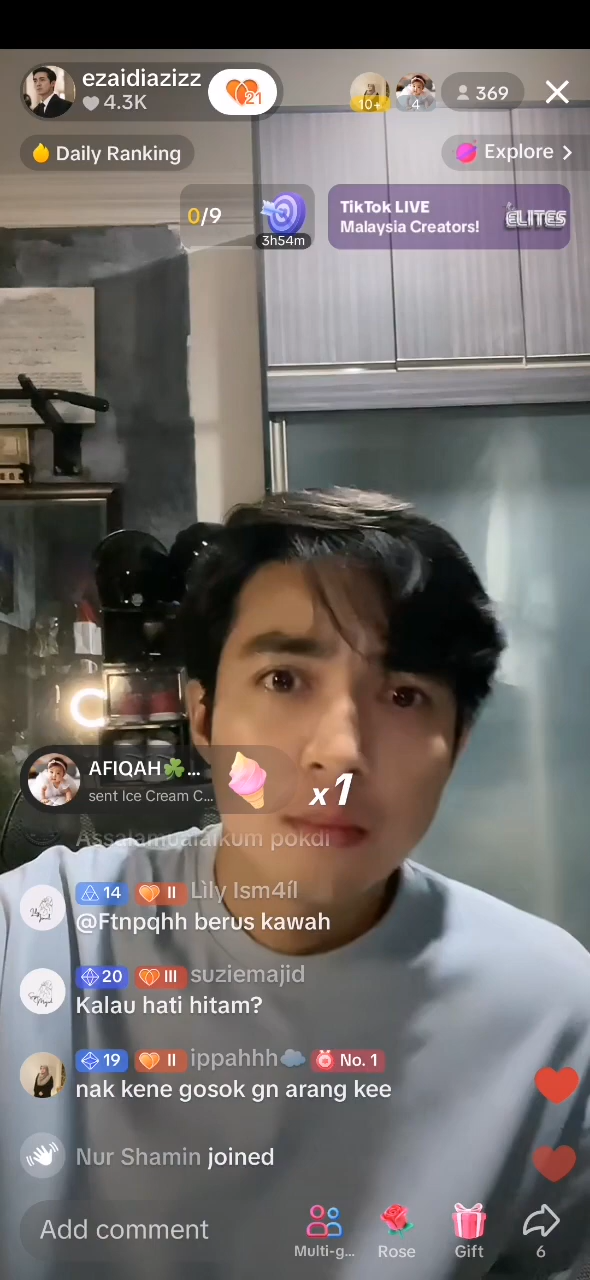 ezaidiazizz
4.3K
21
10+
4
369
Daily Ranking
Explore
0/9
3h54m
TikTok LIVE
Malaysia Creators!
ELITES
AFIQAH☘️...
sent Ice Cream C...
x1
Assalamualaikum pokdi
14 II Lìly Ism4íl
@Ftnpqhh berus kawah
20 III suziemajid
Kalau hati hitam?
19 II ippahhh☁️ No. 1
nak kene gosok gn arang kee
Nur Shamin joined
Add comment
Multi-g...
Rose
Gift
6